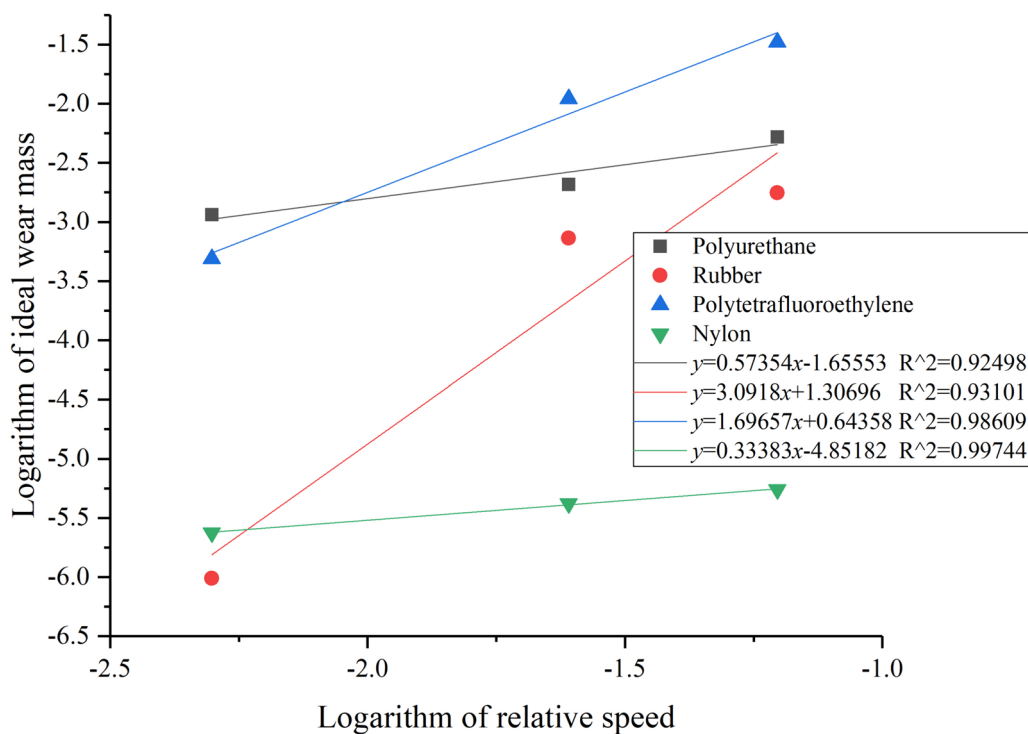 Logarithm of ideal wear mass
-1.5
-2.0
-2.5
-3.0
-3.5
-4.0
-4.5
-5.0
-5.5
-6.0
-6.5
Polyurethane
Rubber
Polytetrafluoroethylene
Nylon
y=0.57354x-1.65553 R^2=0.92498
y=3.0918x+1.30696 R^2=0.93101
y=1.69657x+0.64358 R^2=0.98609
y=0.33383x-4.85182 R^2=0.99744
-2.5 -2.0 -1.5 -1.0
Logarithm of relative speed